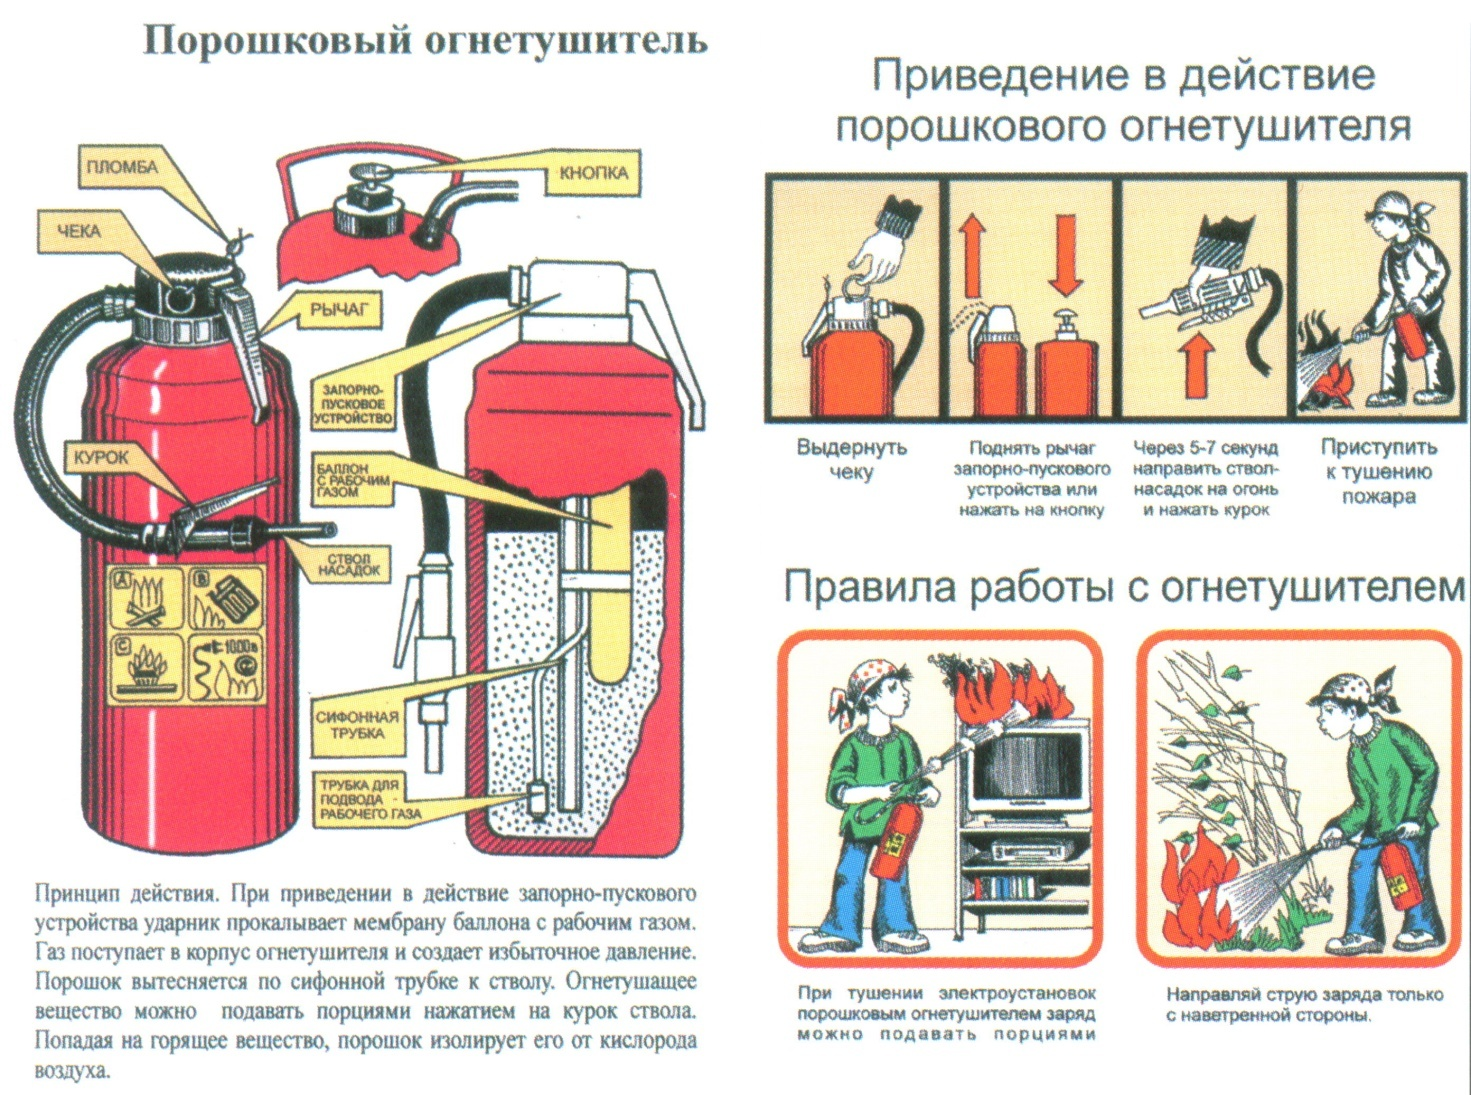 Порошковый огнетушитель
ПЛОМБА
ЧЕКА
КНОПКА
РЫЧАГ
ЗАПОРНО-
ПУСКОВОЕ
УСТРОЙСТВО
КУРОК
БАЛЛОН
С РАБОЧИМ
ГАЗОМ
СТВОЛ
НАСАДОК
A
B
C
1000в
СИФОННАЯ
ТРУБКА
ТРУБКА ДЛЯ
ПОДВОДА
РАБОЧЕГО ГАЗА
Принцип действия. При приведении в действие запорно-пускового
устройства ударник прокалывает мембрану баллона с рабочим газом.
Газ поступает в корпус огнетушителя и создает избыточное давление.
Порошок вытесняется по сифонной трубке к стволу. Огнетушащее
вещество можно подавать порциями нажатием на курок ствола.
Попадая на горящее вещество, порошок изолирует его от кислорода
воздуха.
Приведение в действие
порошкового огнетушителя
Выдернуть
чеку
Поднять рычаг
запорно-пускового
устройства или
нажать на кнопку
Через 5-7 секунд
направить ствол-
насадок на огонь
и нажать курок
Приступить
к тушению
пожара
Правила работы с огнетушителем
При тушении электроустановок
порошковым огнетушителем заряд
можно подавать порциями
Направляй струю заряда только
с наветренной стороны.